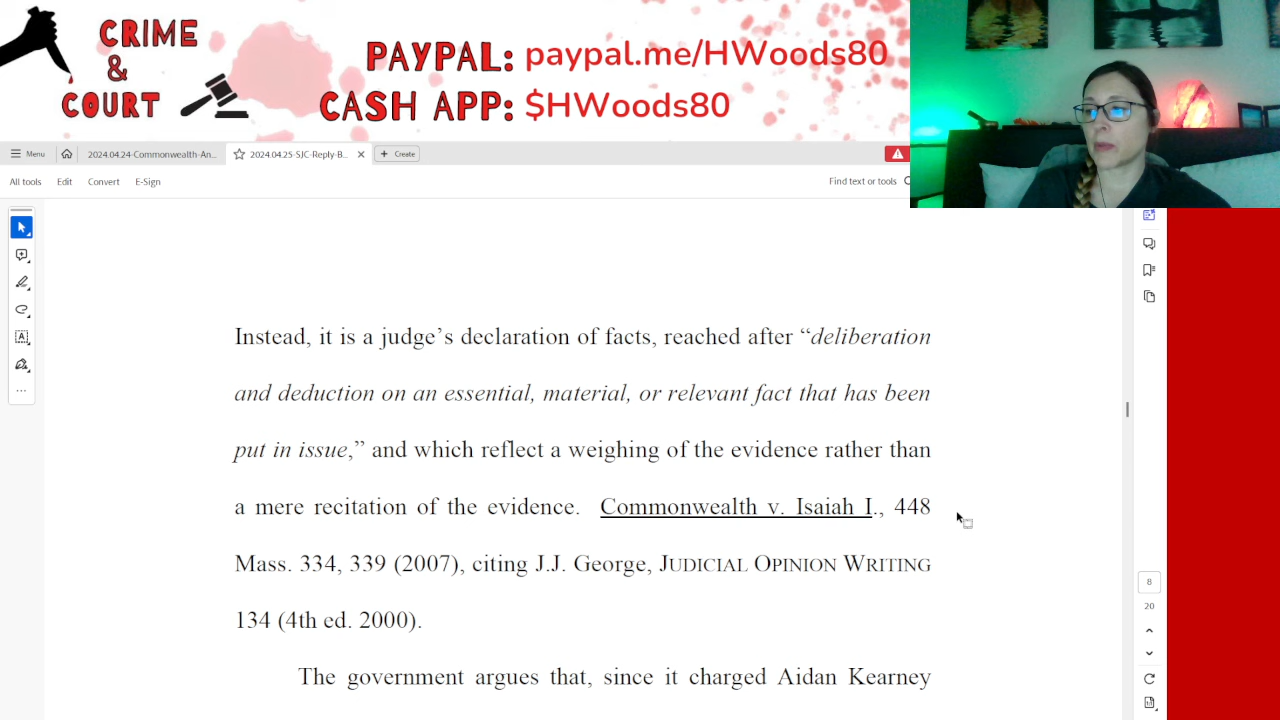 CRIME
&
COURT
PAYPAL: paypal.me/HWoods80
CASH APP: $HWoods80
Menu
2024.04.24-Commonwealth-An...
2024.04.25-SJC-Reply-B...
Create
All tools
Edit
Convert
E-Sign
Find text or tools
Instead, it is a judge’s declaration of facts, reached after “deliberation
and deduction on an essential, material, or relevant fact that has been
put in issue,” and which reflect a weighing of the evidence rather than
a mere recitation of the evidence. Commonwealth v. Isaiah I., 448
Mass. 334, 339 (2007), citing J.J. George, JUDICIAL OPINION WRITING
134 (4th ed. 2000).
The government argues that, since it charged Aidan Kearney
8
20